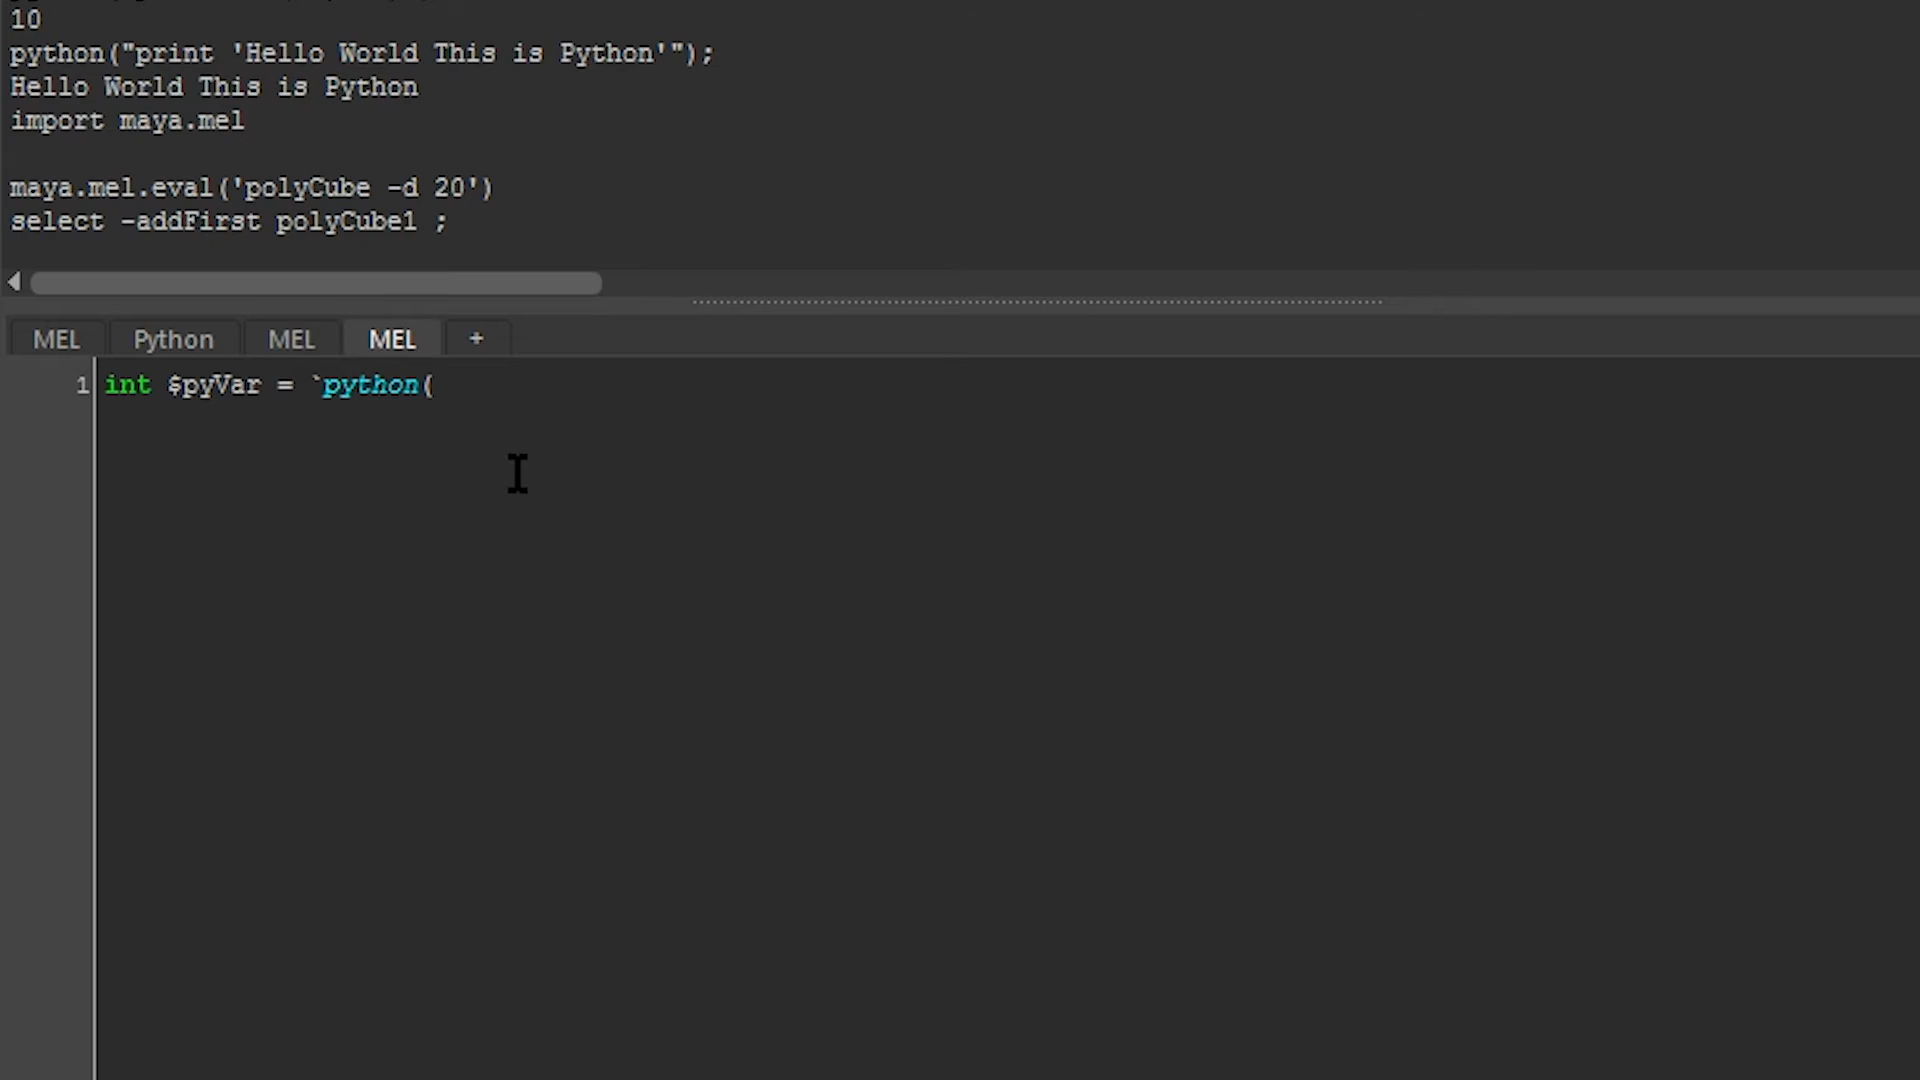 10
python("print 'Hello World This is Python'");
Hello World This is Python
import maya.mel
maya.mel.eval('polyCube -d 20')
select -addFirst polyCube1 ;
MEL Python MEL MEL +
1 int $pyVar = `python(